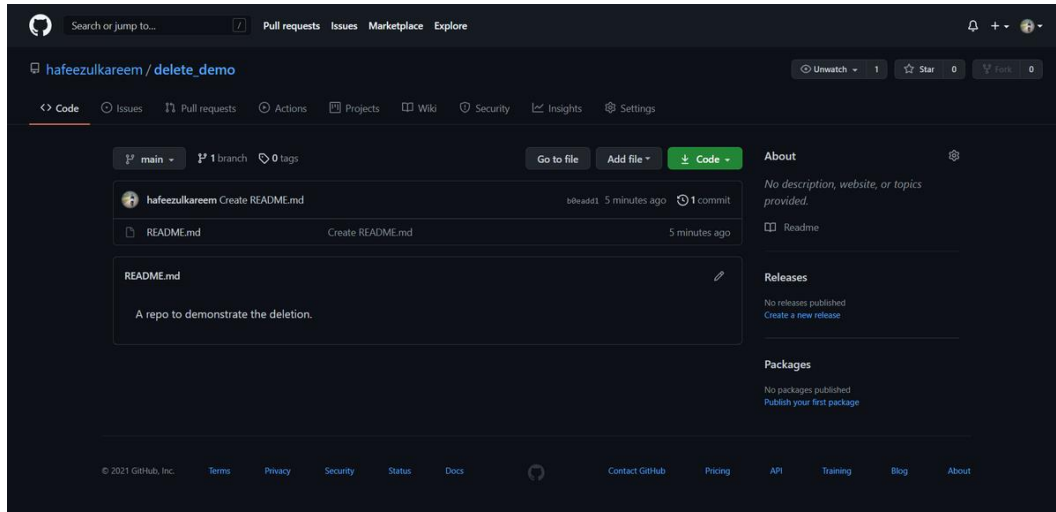 Search or jump to... /
Pull requests Issues Marketplace Explore
hafeezulkareem / delete_demo
Unwatch 1 Star 0 Fork 0
<> Code Issues Pull requests Actions Projects Wiki Security Insights Settings
main 1 branch 0 tags Go to file Add file Code
hafeezulkareem Create README.md b0eadd1 5 minutes ago 1 commit
README.md Create README.md 5 minutes ago
README.md
A repo to demonstrate the deletion.
About
No description, website, or topics
provided.
Readme
Releases
No releases published
Create a new release
Packages
No packages published
Publish your first package
© 2021 GitHub, Inc. Terms Privacy Security Status Docs Contact GitHub Pricing API Training Blog About